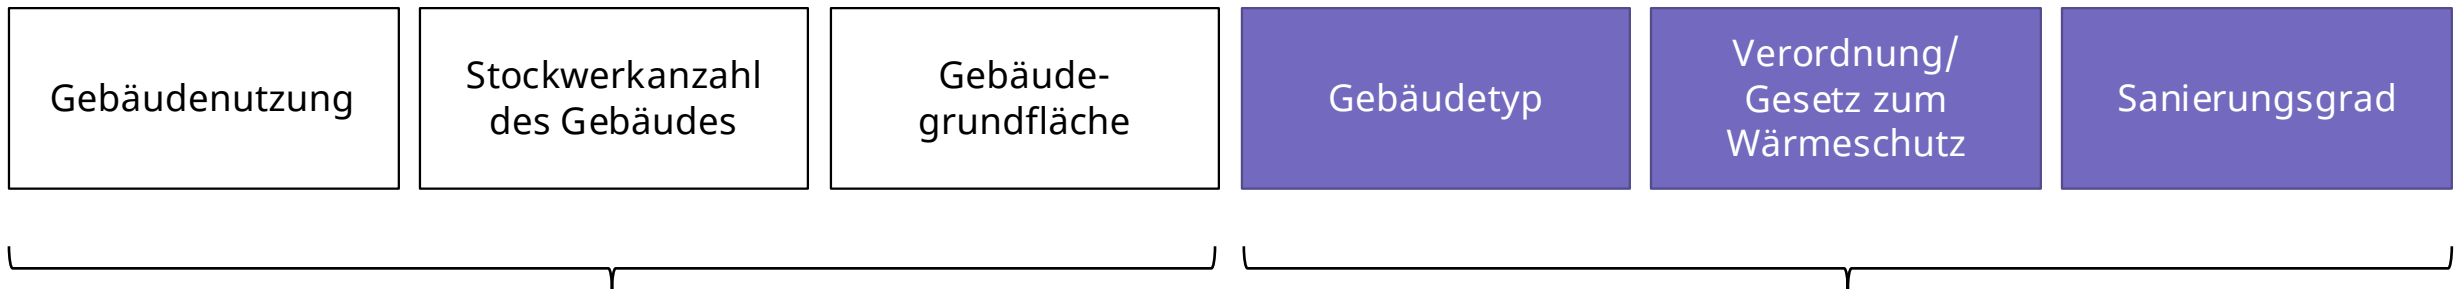 Gebäudenutzung
Stockwerkanzahl
des Gebäudes
Gebäude-
grundfläche
Gebäudetyp
Verordnung/
Gesetz zum
Wärmeschutz
Sanierungsgrad